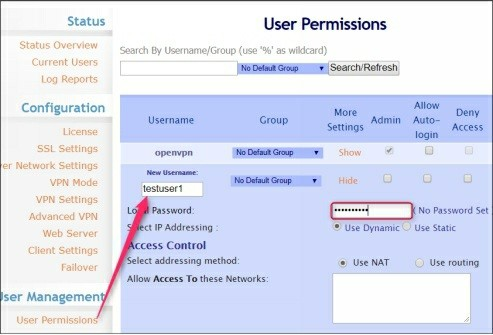 Status
Status Overview
Current Users
Log Reports
Configuration
License
SSL Settings
er Network Settings
VPN Mode
VPN Settings
Advanced VPN
Web Server
Client Settings
Failover
User Management
User Permissions
User Permissions
Search By Username/Group (use '%' as wildcard)
No Default Group Search/Refresh
Username Group More Settings Admin Allow Auto-login Deny Access
openvpn No Default Group Show
New Username:
testuser1 No Default Group Hide
Local Password: •••••••••• ( No Password Set
Select IP Addressing : Use Dynamic Use Static
Access Control
Select addressing method: Use NAT Use routing
Allow Access To these Networks: